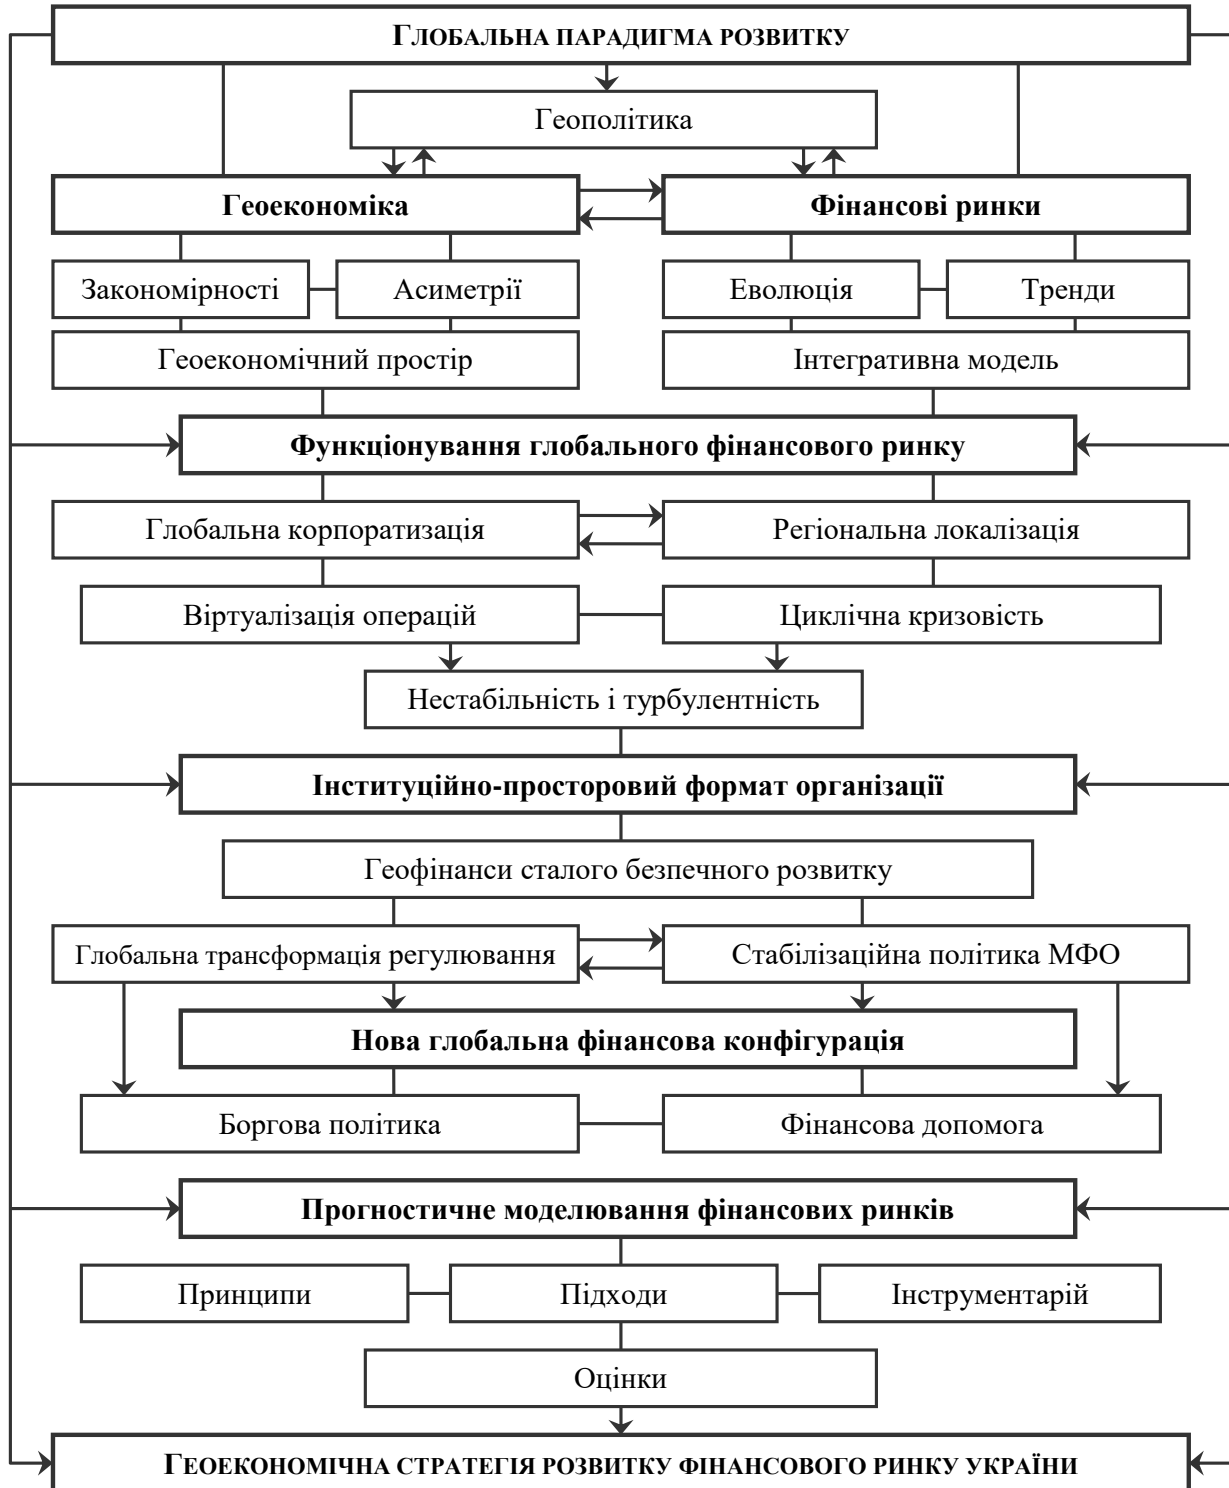 ГЛОБАЛЬНА ПАРАДИГМА РОЗВИТКУ
Геополітика
Геоекономіка
Фінансові ринки
Закономірності
Асиметрії
Еволюція
Тренди
Геоекономічний простір
Інтегративна модель
Функціонування глобального фінансового ринку
Глобальна корпоратизація
Регіональна локалізація
Віртуалізація операцій
Циклічна кризовість
Нестабільність і турбулентність
Інституційно-просторовий формат організації
Геофінанси сталого безпечного розвитку
Глобальна трансформація регулювання
Стабілізаційна політика МФО
Нова глобальна фінансова конфігурація
Боргова політика
Фінансова допомога
Прогностичне моделювання фінансових ринків
Принципи
Підходи
Інструментарій
Оцінки
ГЕОЕКОНОМІЧНА СТРАТЕГІЯ РОЗВИТКУ ФІНАНСОВОГО РИНКУ УКРАЇНИ